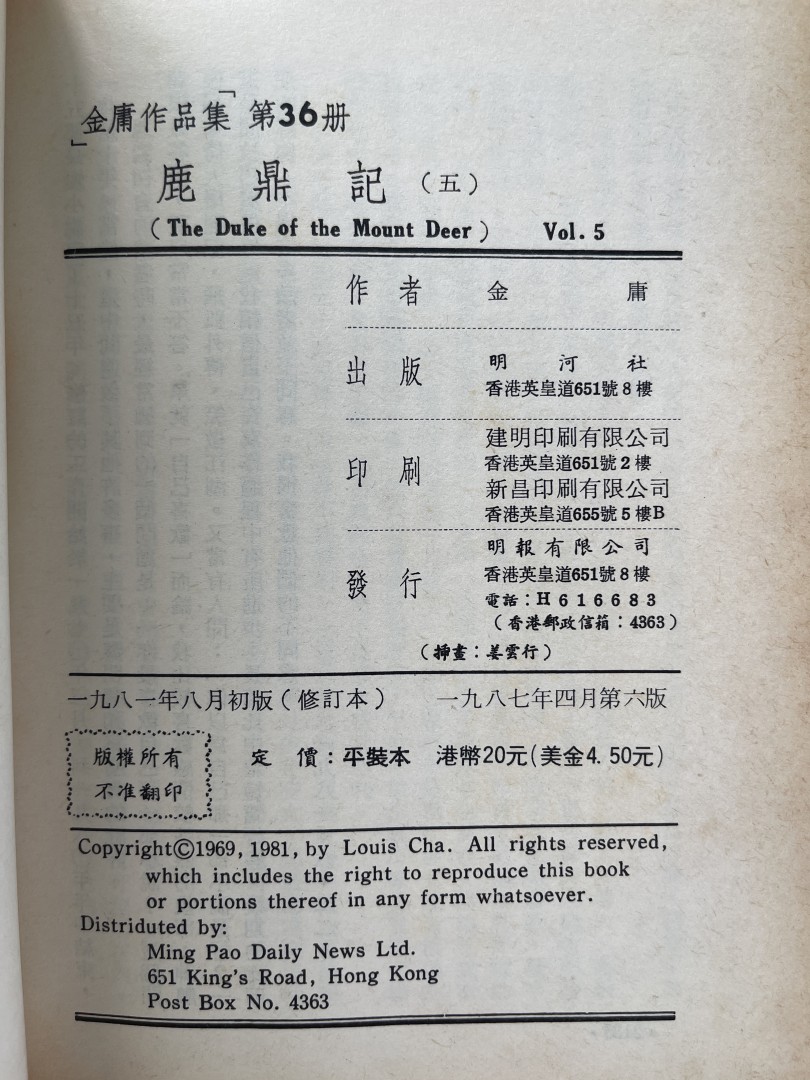 「金庸作品集」第36册
鹿鼎記（五）
(The Duke of the Mount Deer) Vol. 5
作者 金庸
出版 明河社
香港英皇道651號8樓
印刷 建明印刷有限公司
香港英皇道651號2樓
新昌印刷有限公司
香港英皇道655號5樓B
發行 明報有限公司
香港英皇道651號8樓
電話：H616683
（香港郵政信箱：4363）
（挿畫：姜雲行）
一九八一年八月初版（修訂本） 一九八七年四月第六版
版權所有
不准翻印
定價：平裝本 港幣20元（美金4.50元）
Copyright©1969, 1981, by Louis Cha. All rights reserved,
which includes the right to reproduce this book
or portions thereof in any form whatsoever.
Distriduted by:
Ming Pao Daily News Ltd.
651 King's Road, Hong Kong
Post Box No. 4363